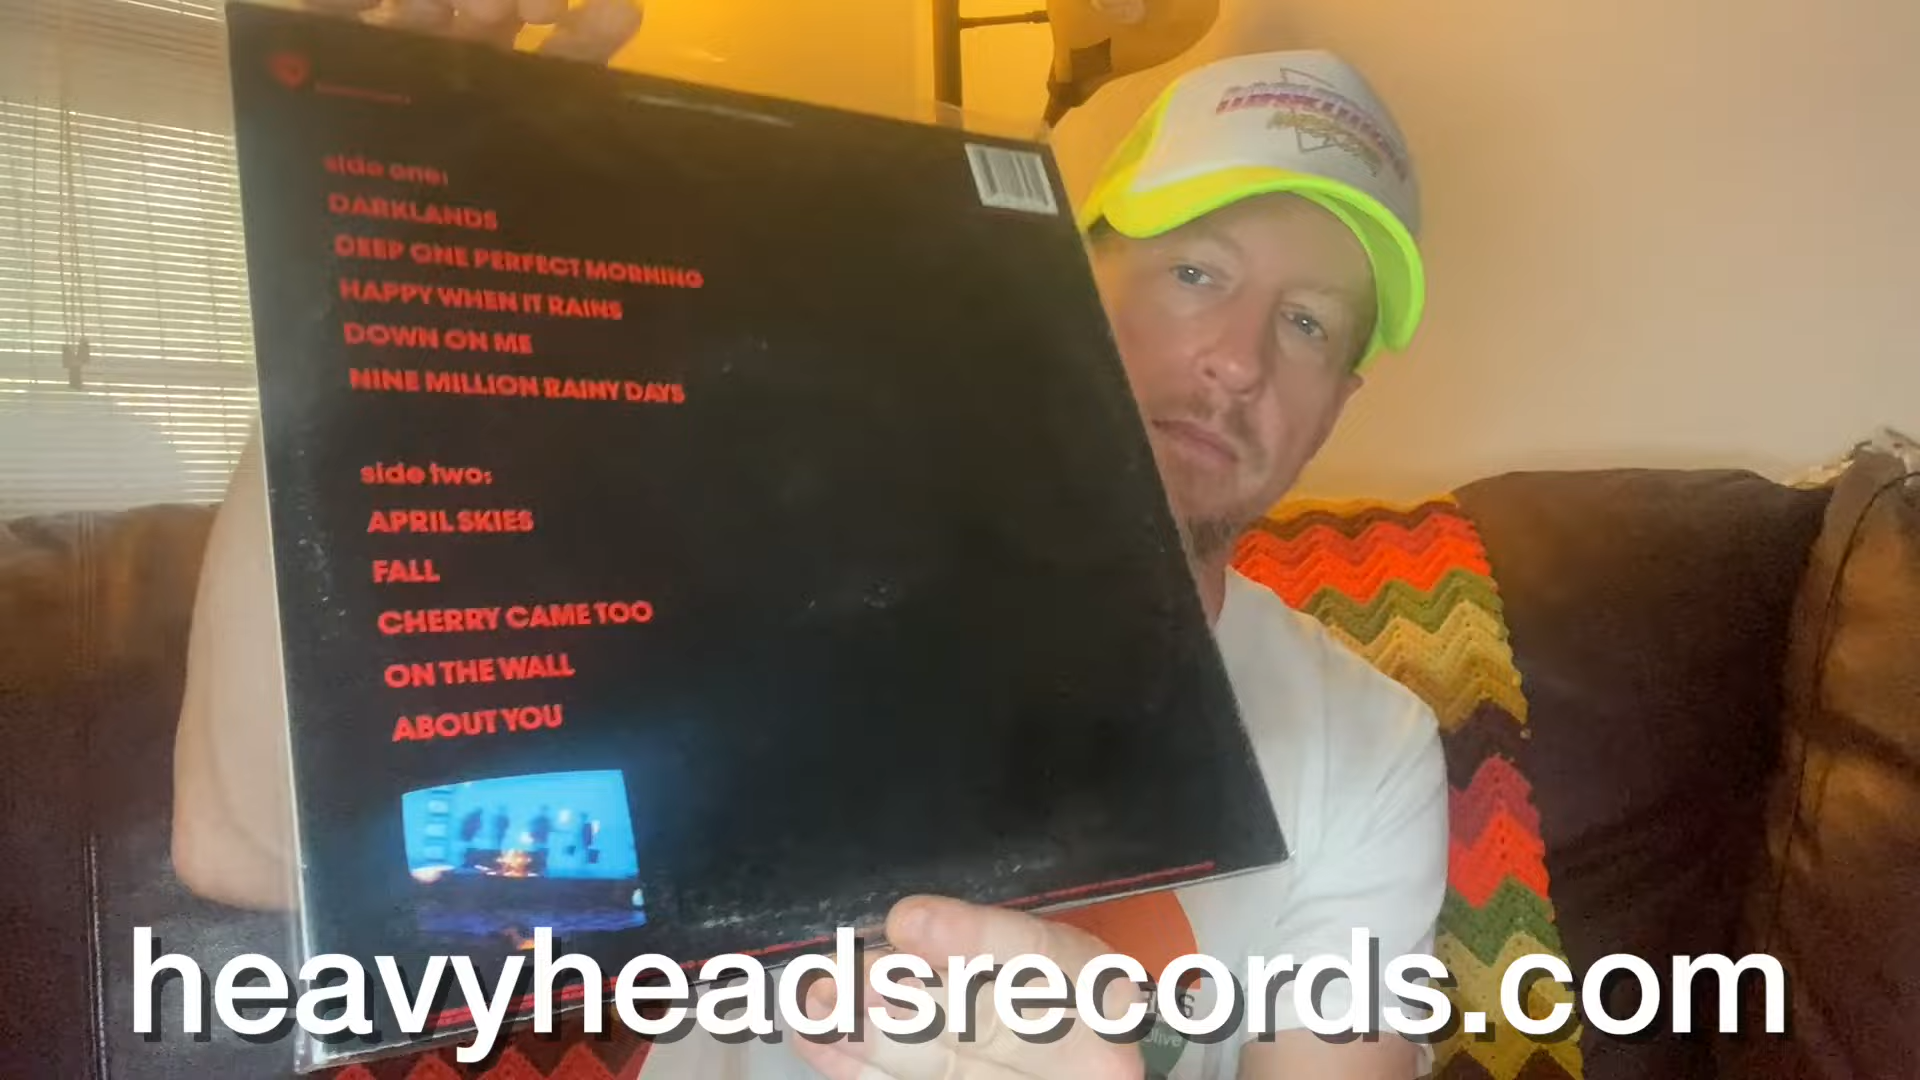 side one:
DARKLANDS
DEEP ONE PERFECT MORNING
HAPPY WHEN IT RAINS
DOWN ON ME
NINE MILLION RAINY DAYS
side two:
APRIL SKIES
FALL
CHERRY CAME TOO
ON THE WALL
ABOUT YOU
heavyheadsrecords.com